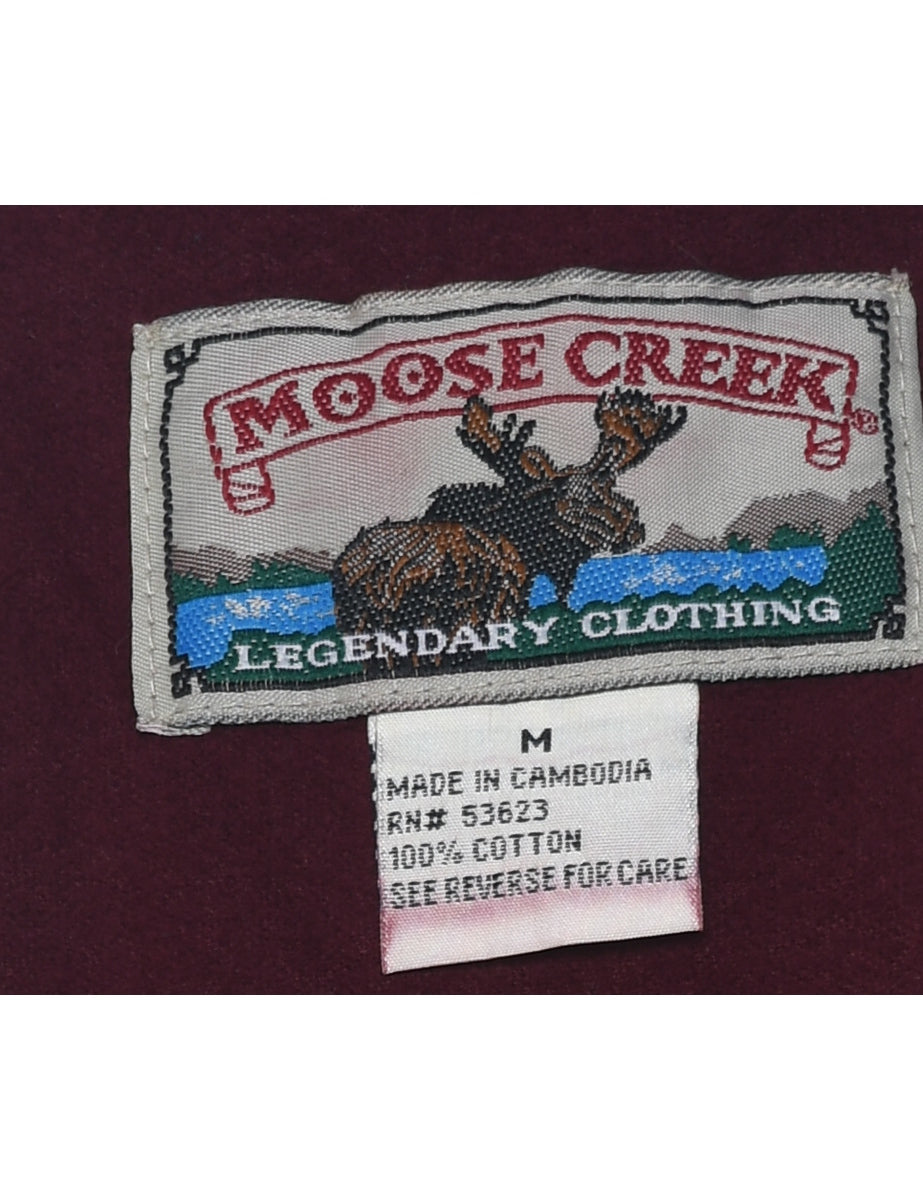 MOOSE CREEK®
LEGENDARY CLOTHING
M
MADE IN CAMBODIA
RN# 53623
100% COTTON
SEE REVERSE FOR CARE